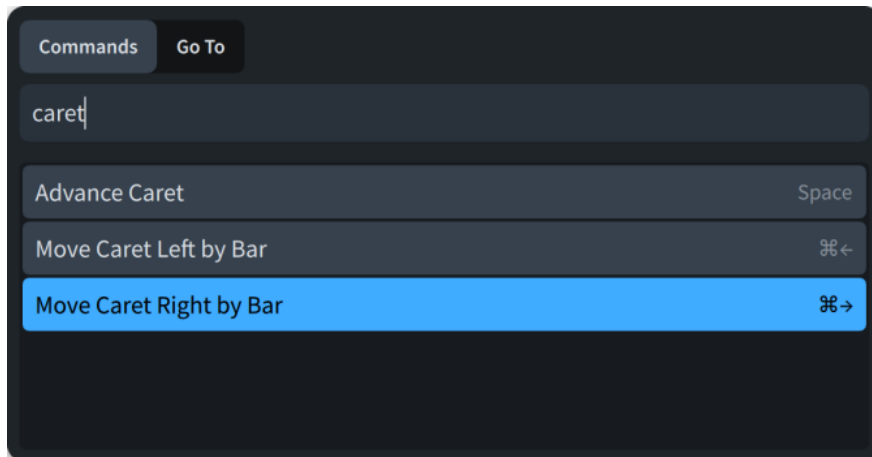 Commands Go To
caret
Advance Caret Space
Move Caret Left by Bar ⌘←
Move Caret Right by Bar ⌘→